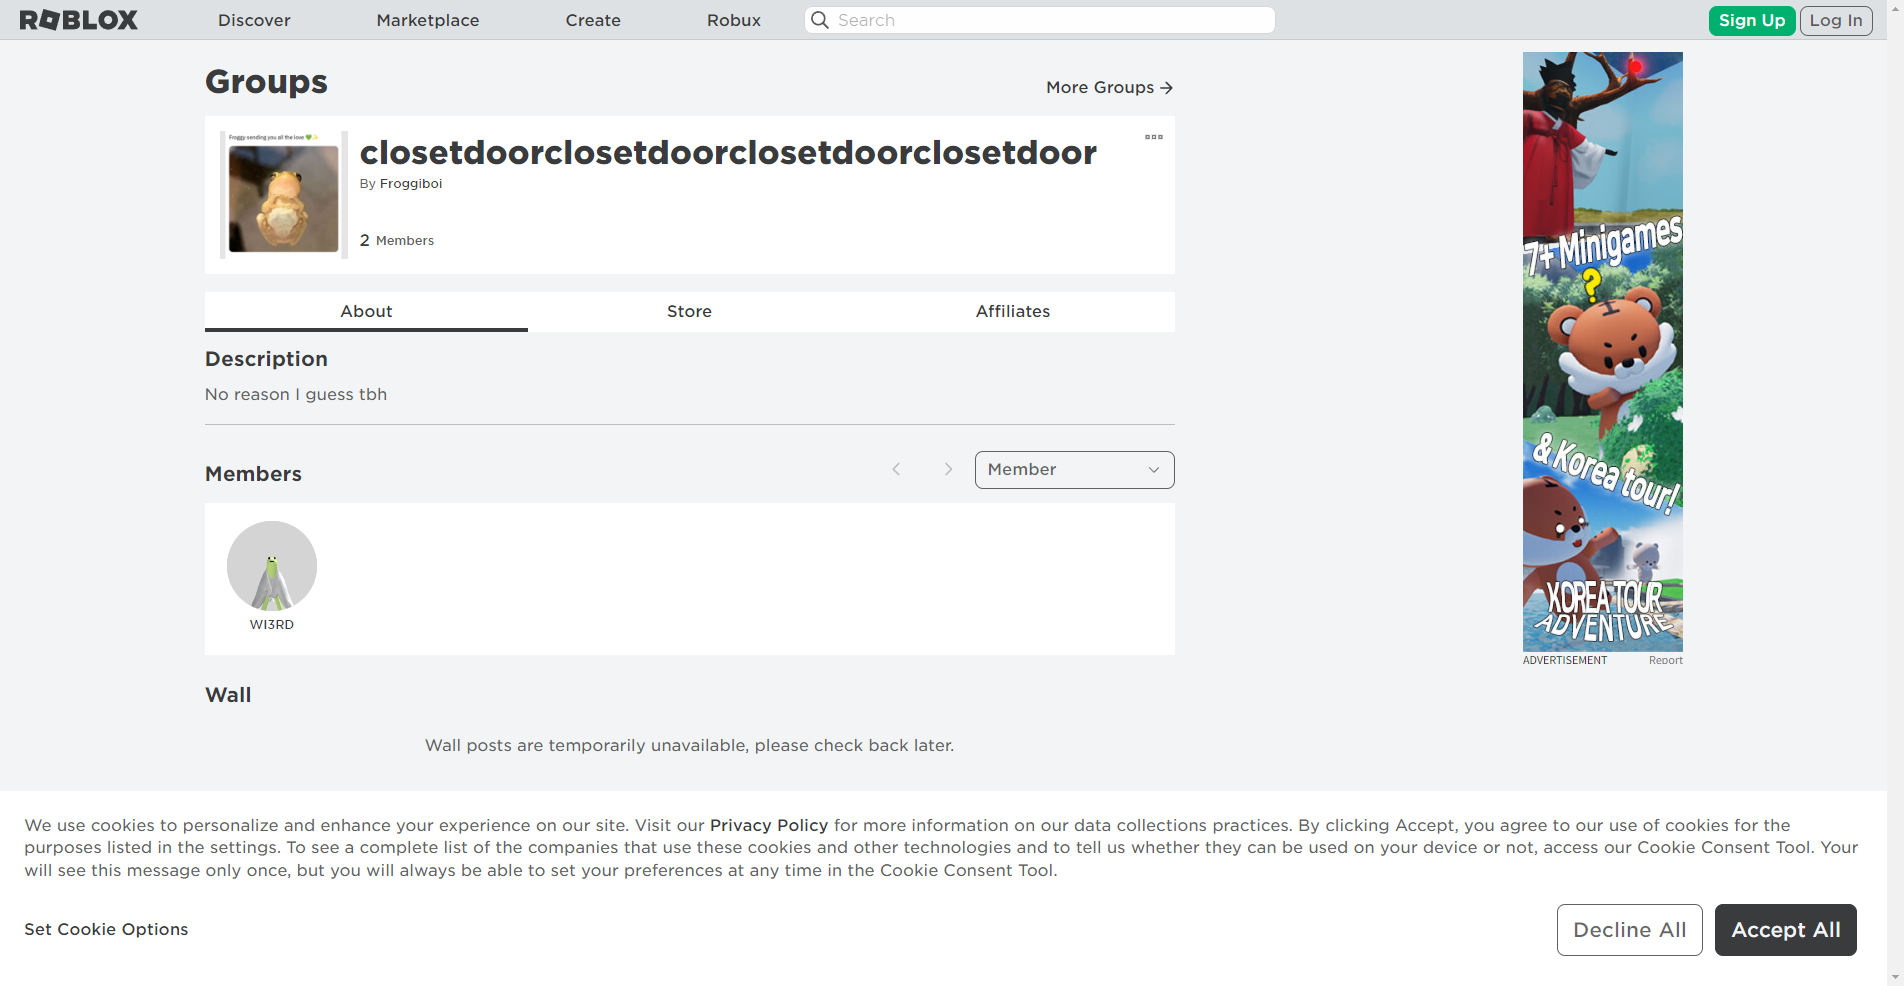 ROBLOX
Discover
Marketplace
Create
Robux
Search
Sign Up
Log In
Groups
More Groups
Froggy sending you all the love 💚✨
closetdoorclosetdoorclosetdoorclosetdoor
By Froggiboi
2 Members
About
Store
Affiliates
Description
No reason I guess tbh
Members
Member
WI3RD
Wall
Wall posts are temporarily unavailable, please check back later.
7+ Minigames
?
& Korea tour!
KOREA TOUR
ADVENTURE
ADVERTISEMENT
Report
We use cookies to personalize and enhance your experience on our site. Visit our Privacy Policy for more information on our data collections practices. By clicking Accept, you agree to our use of cookies for the
purposes listed in the settings. To see a complete list of the companies that use these cookies and other technologies and to tell us whether they can be used on your device or not, access our Cookie Consent Tool. Your
will see this message only once, but you will always be able to set your preferences at any time in the Cookie Consent Tool.
Set Cookie Options
Decline All
Accept All